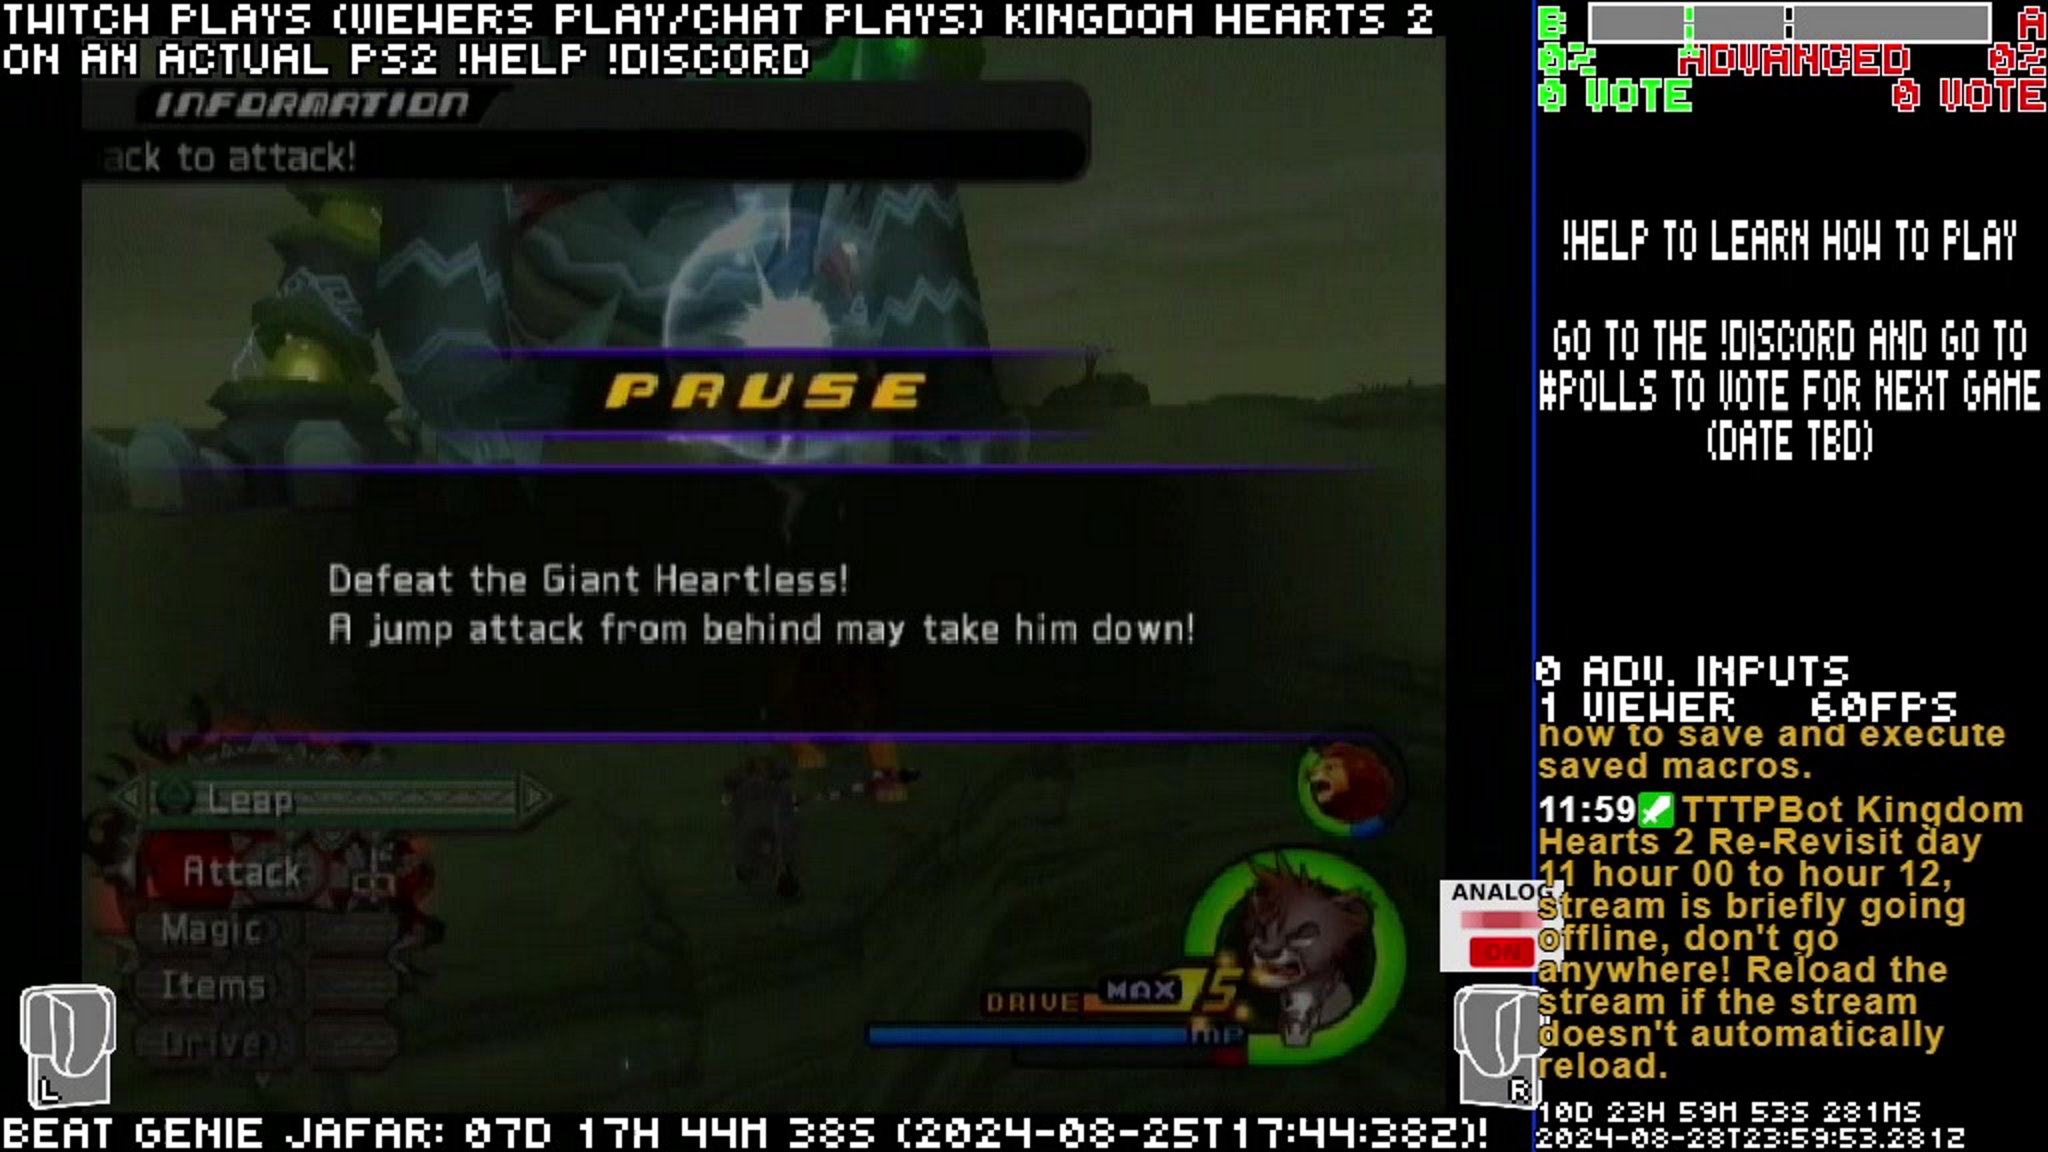 TWITCH PLAYS (VIEWERS PLAY/CHAT PLAYS) KINGDOM HEARTS 2
ON AN ACTUAL PS2 !HELP !DISCORD
INFORMATION
ack to attack!
PAUSE
Defeat the Giant Heartless!
A jump attack from behind may take him down!
Leap
Attack
Magic
Items
Drive
DRIVE MAX 5
MP
L
ANALOG
ON
R
BEAT GENIE JAFAR: 07D 17H 44M 38S (2024-08-25T17:44:38Z)!
B A
0% ADVANCED 0%
0 VOTE 0 VOTE
!HELP TO LEARN HOW TO PLAY
GO TO THE !DISCORD AND GO TO
#POLLS TO VOTE FOR NEXT GAME
(DATE TBD)
0 ADV. INPUTS
1 VIEWER 60FPS
how to save and execute
saved macros.
11:59 TTTPBot Kingdom
Hearts 2 Re-Revisit day
11 hour 00 to hour 12,
stream is briefly going
offline, don't go
anywhere! Reload the
stream if the stream
doesn't automatically
reload.
10D 23H 59M 53S 281MS
2024-08-28T23:59:53.281Z